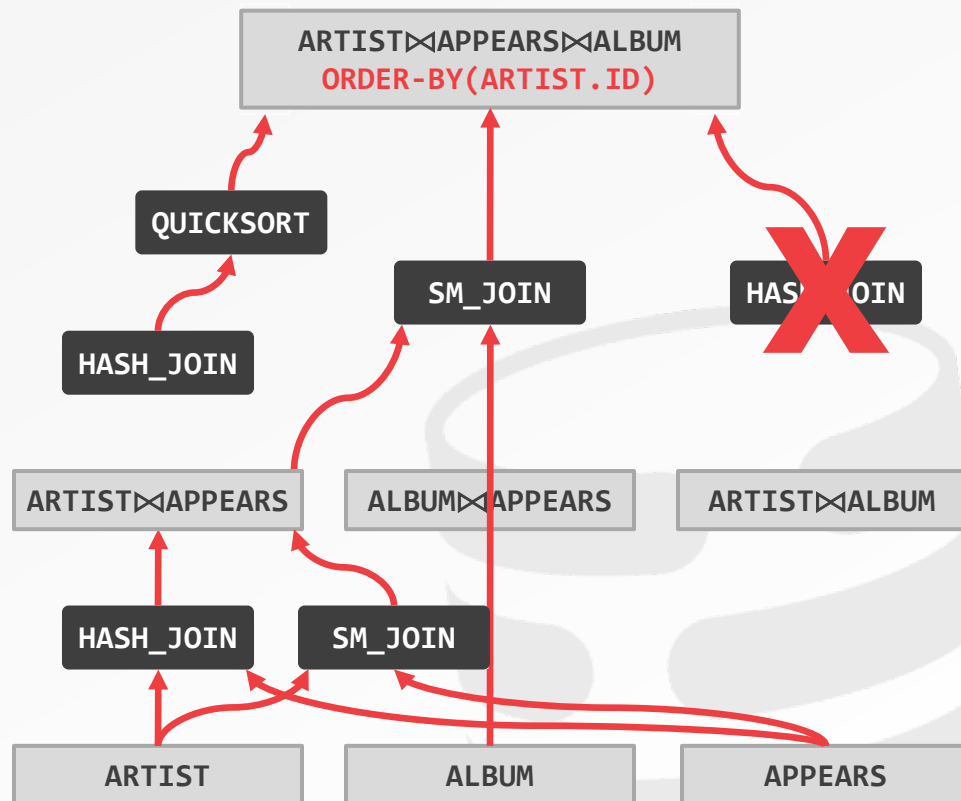 ARTIST⋈APPEARS⋈ALBUM
ORDER-BY(ARTIST.ID)
QUICKSORT
SM_JOIN
HASH_JOIN
ARTIST⋈APPEARS
ALBUM⋈APPEARS
ARTIST⋈ALBUM
HASH_JOIN
SM_JOIN
ARTIST
ALBUM
APPEARS